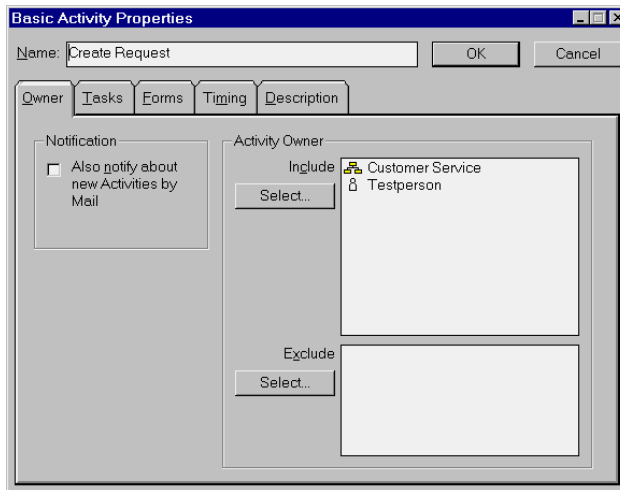 Basic Activity Properties
Name: Create Request
OK
Cancel
Owner Tasks Forms Timing Description
Notification
Also notify about
new Activities by
Mail
Activity Owner
Include
Select...
Customer Service
Testperson
Exclude
Select...